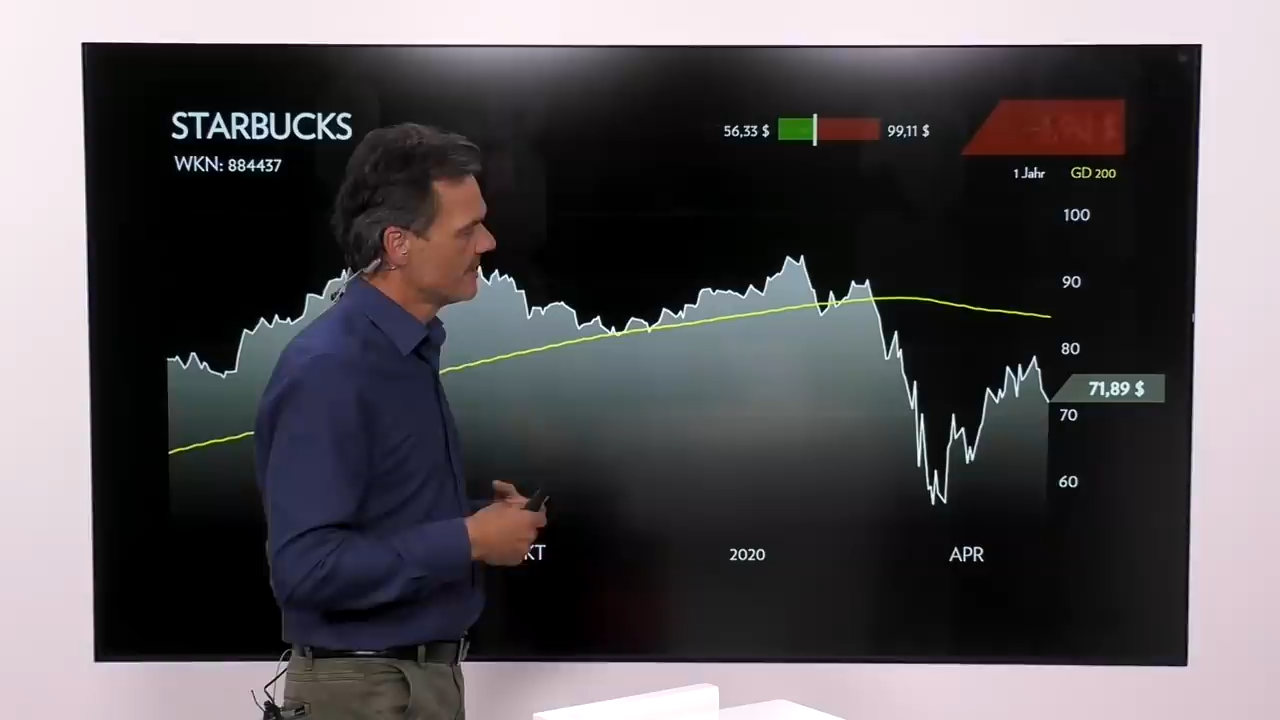 STARBUCKS
WKN: 884437
56,33 $
99,11 $
1 Jahr
GD 200
100
90
80
71,89 $
70
60
KT
2020
APR